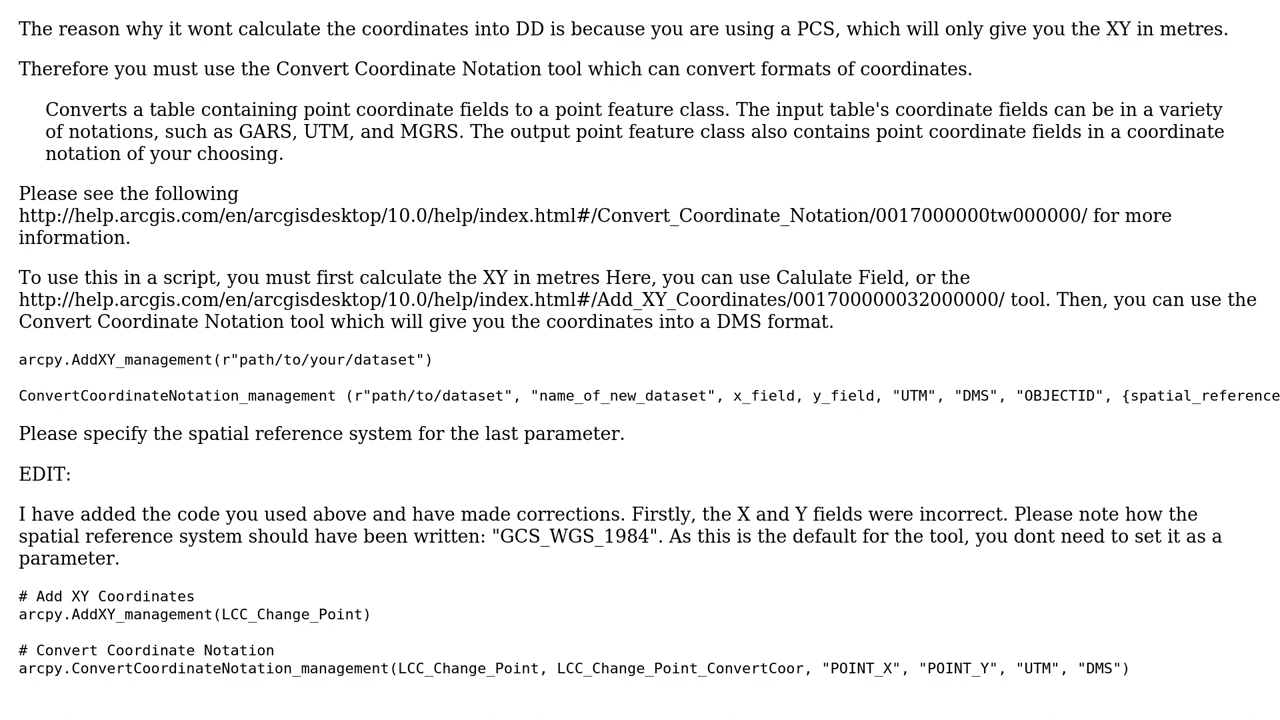 The reason why it wont calculate the coordinates into DD is because you are using a PCS, which will only give you the XY in metres.
Therefore you must use the Convert Coordinate Notation tool which can convert formats of coordinates.
Converts a table containing point coordinate fields to a point feature class. The input table's coordinate fields can be in a variety
of notations, such as GARS, UTM, and MGRS. The output point feature class also contains point coordinate fields in a coordinate
notation of your choosing.
Please see the following
http://help.arcgis.com/en/arcgisdesktop/10.0/help/index.html#/Convert_Coordinate_Notation/0017000000tw000000/ for more
information.
To use this in a script, you must first calculate the XY in metres Here, you can use Calulate Field, or the
http://help.arcgis.com/en/arcgisdesktop/10.0/help/index.html#/Add_XY_Coordinates/001700000032000000/ tool. Then, you can use the
Convert Coordinate Notation tool which will give you the coordinates into a DMS format.
arcpy.AddXY_management(r"path/to/your/dataset")
ConvertCoordinateNotation_management (r"path/to/dataset", "name_of_new_dataset", x_field, y_field, "UTM", "DMS", "OBJECTID", {spatial_reference
Please specify the spatial reference system for the last parameter.
EDIT:
I have added the code you used above and have made corrections. Firstly, the X and Y fields were incorrect. Please note how the
spatial reference system should have been written: "GCS_WGS_1984". As this is the default for the tool, you dont need to set it as a
parameter.
# Add XY Coordinates
arcpy.AddXY_management(LCC_Change_Point)
# Convert Coordinate Notation
arcpy.ConvertCoordinateNotation_management(LCC_Change_Point, LCC_Change_Point_ConvertCoor, "POINT_X", "POINT_Y", "UTM", "DMS")